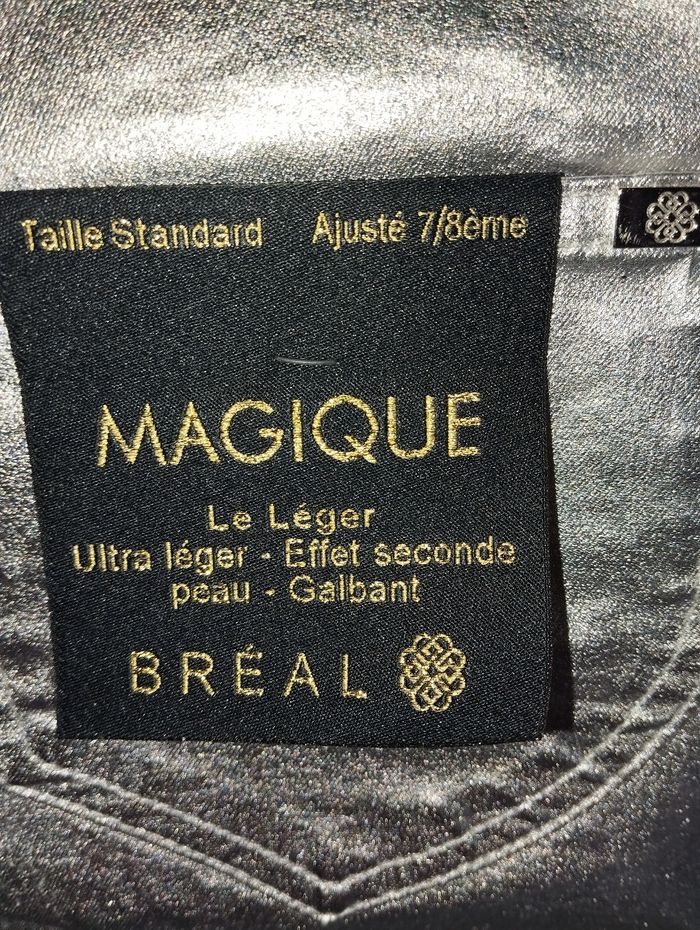 Taille Standard Ajusté 7/8ème
MAGIQUE
Le Léger
Ultra léger - Effet seconde
peau - Galbant
BRÉAL